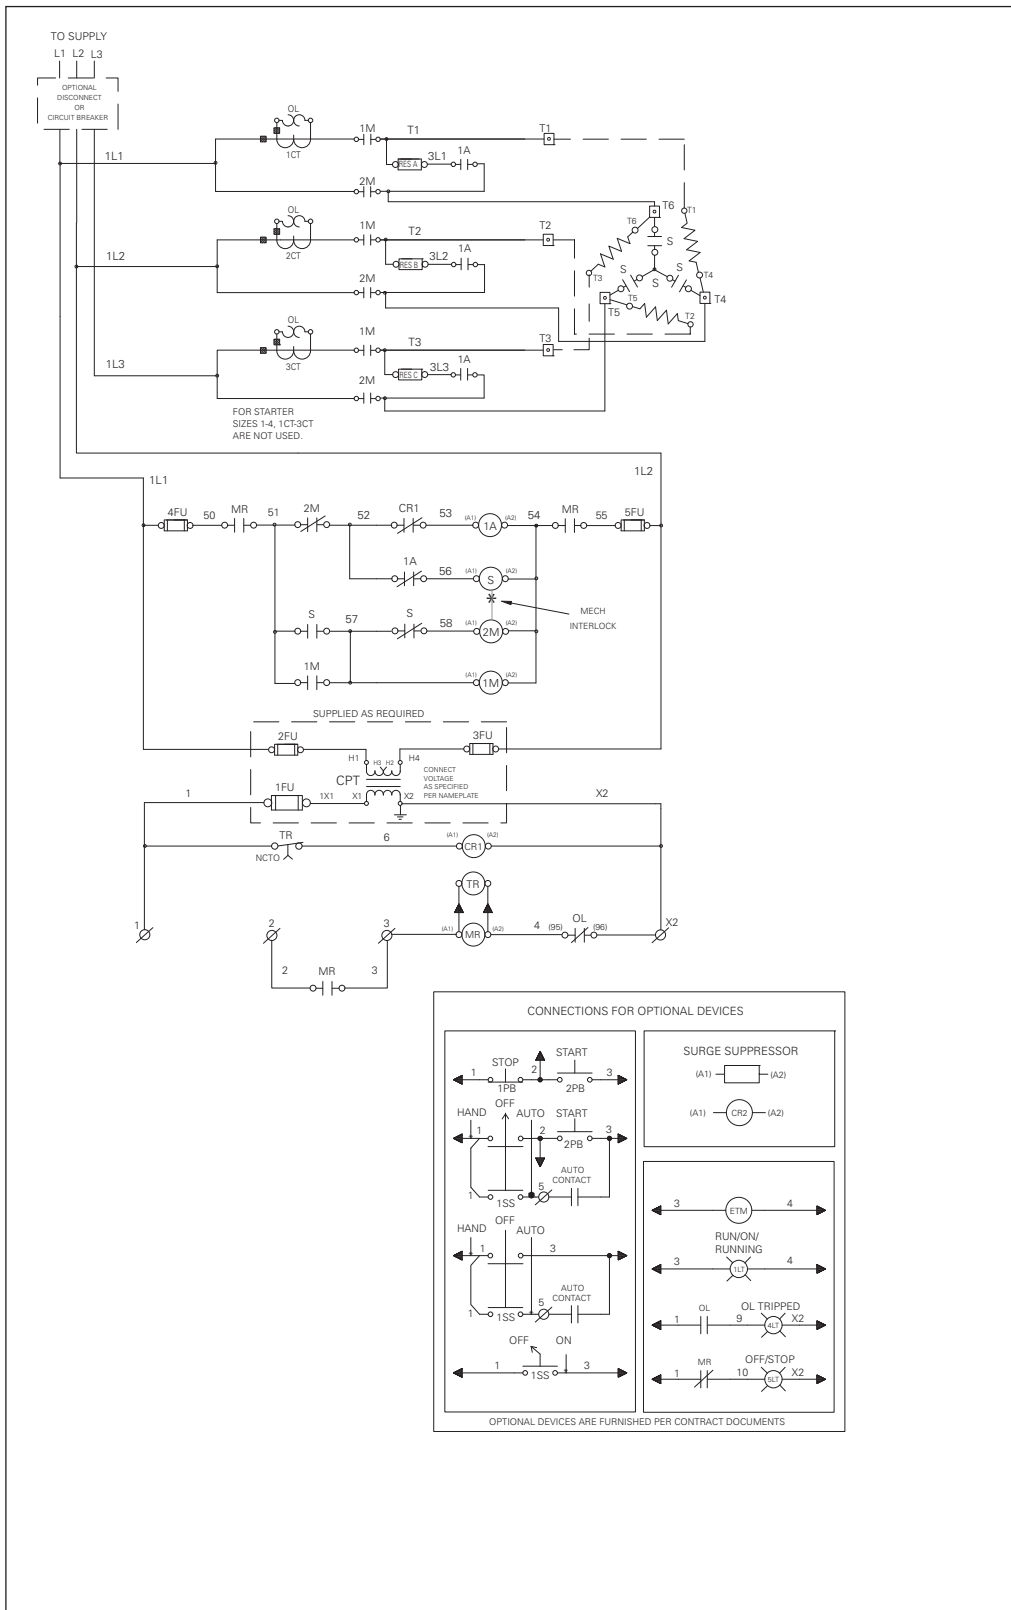 TO SUPPLY
L1 L2 L3
OPTIONAL
DISCONNECT
OR
CIRCUIT BREAKER
OL
1CT
1M
T1
T1
RES A
3L1
1A
1L1
2M
T6
T1
T6
S
OL
2CT
1M
T2
T2
RES B
3L2
1A
1L2
2M
T3
S
S
S
T4
T5
T5
T2
T4
OL
3CT
1M
T3
T3
RES C
3L3
1A
1L3
2M
FOR STARTER
SIZES 1-4, 1CT-3CT
ARE NOT USED.
1L1
1L2
4FU
50
MR
51
2M
52
CR1
53
(A1)
1A
(A2)
54
MR
55
5FU
1A
56
(A1)
S
(A2)
MECH
INTERLOCK
S
57
S
58
(A1)
2M
(A2)
1M
(A1)
1M
(A2)
SUPPLIED AS REQUIRED
2FU
H1
H3
H2
H4
3FU
CPT
CONNECT
VOLTAGE
AS SPECIFIED
PER NAMEPLATE
1
1FU
1X1
X1
X2
X2
TR
NCTO
6
(A1)
CR1
(A2)
TR
1
2
3
(A1)
MR
(A2)
4
(95)
OL
(96)
X2
2
MR
3
CONNECTIONS FOR OPTIONAL DEVICES
1
STOP
1PB
2
START
2PB
3
HAND
OFF
AUTO
1
2
START
2PB
3
1
1SS
5
AUTO
CONTACT
HAND
OFF
AUTO
1
3
1
1SS
5
AUTO
CONTACT
OFF
ON
1
1SS
3
SURGE SUPPRESSOR
(A1)
(A2)
(A1)
CR2
(A2)
3
ETM
4
RUN/ON/
RUNNING
3
1LT
4
1
OL
9
OL TRIPPED
4LT
X2
1
MR
10
OFF/STOP
5LT
X2
OPTIONAL DEVICES ARE FURNISHED PER CONTRACT DOCUMENTS